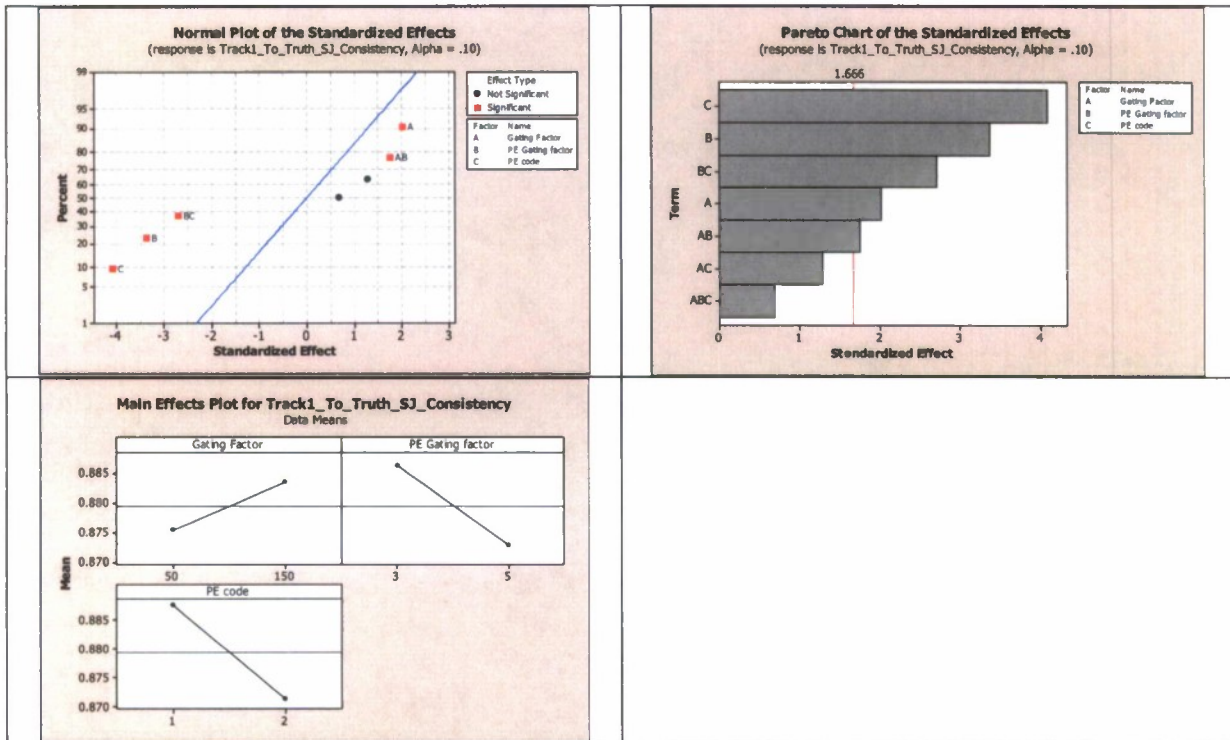 Normal Plot of the Standardized Effects
(response is Track1_To_Truth_SJ_Consistency, Alpha = .10)
99
95
90
80
70
60
50
40
30
20
10
5
1
Percent
A
AB
BC
B
C
-4 -3 -2 -1 0 1 2 3
Standardized Effect
Effect Type
Not Significant
Significant
Factor Name
A Gating Factor
B PE Gating factor
C PE code
Pareto Chart of the Standardized Effects
(response is Track1_To_Truth_SJ_Consistency, Alpha = .10)
1.666
Term
C
B
BC
A
AB
AC
ABC
0 1 2 3 4
Standardized Effect
Factor Name
A Gating Factor
B PE Gating factor
C PE code
Main Effects Plot for Track1_To_Truth_SJ_Consistency
Data Means
Gating Factor PE Gating factor
0.885
0.880
0.875
0.870
50 150 3 5
Mean
PE code
0.885
0.880
0.875
0.870
1 2